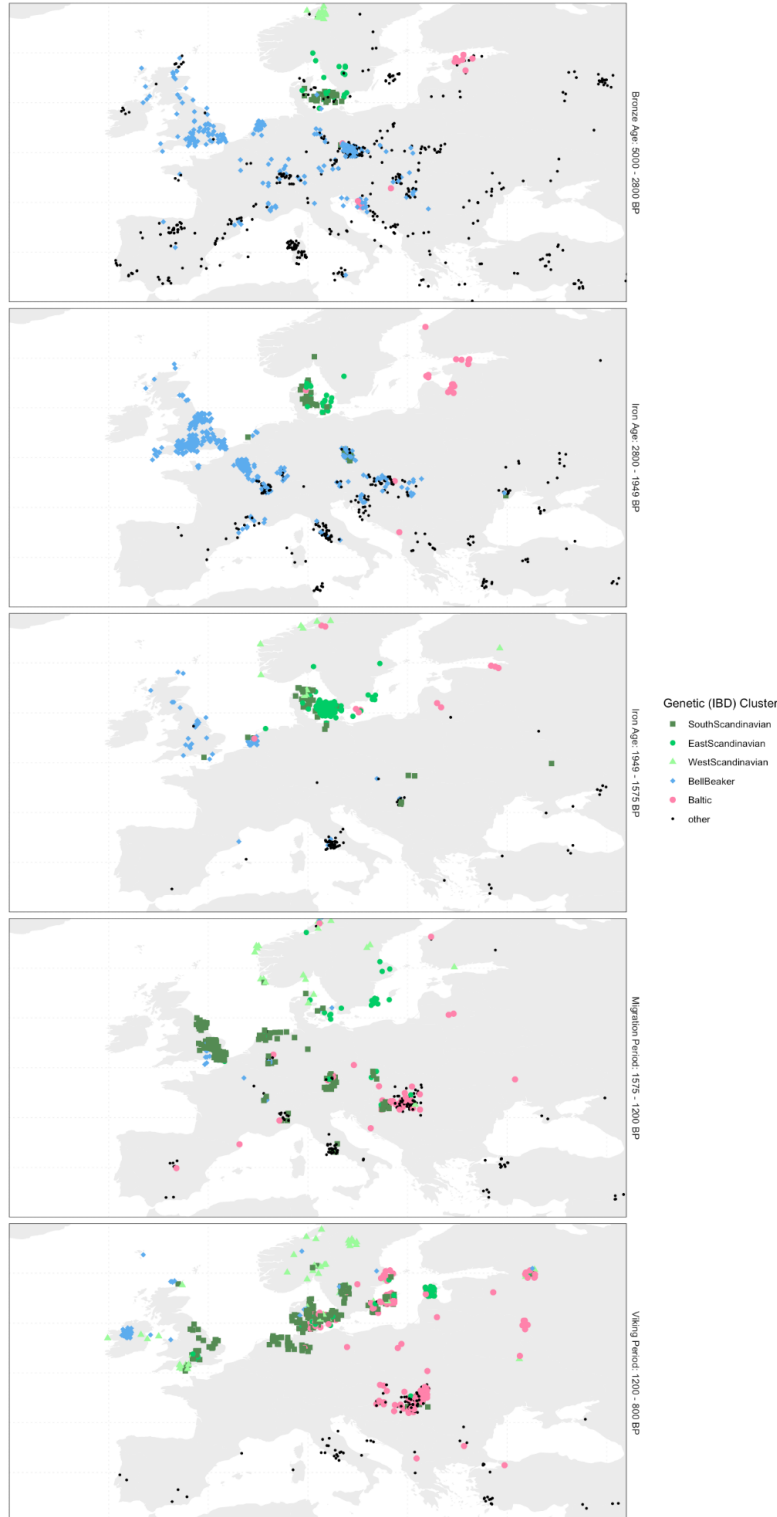 Bronze Age: 5000 - 2800 BP
Iron Age: 2800 - 1949 BP
Iron Age: 1949 - 1575 BP
Migration Period: 1575 - 1200 BP
Viking Period: 1200 - 800 BP
Genetic (IBD) Cluster
SouthScandinavian
EastScandinavian
WestScandinavian
BellBeaker
Baltic
other